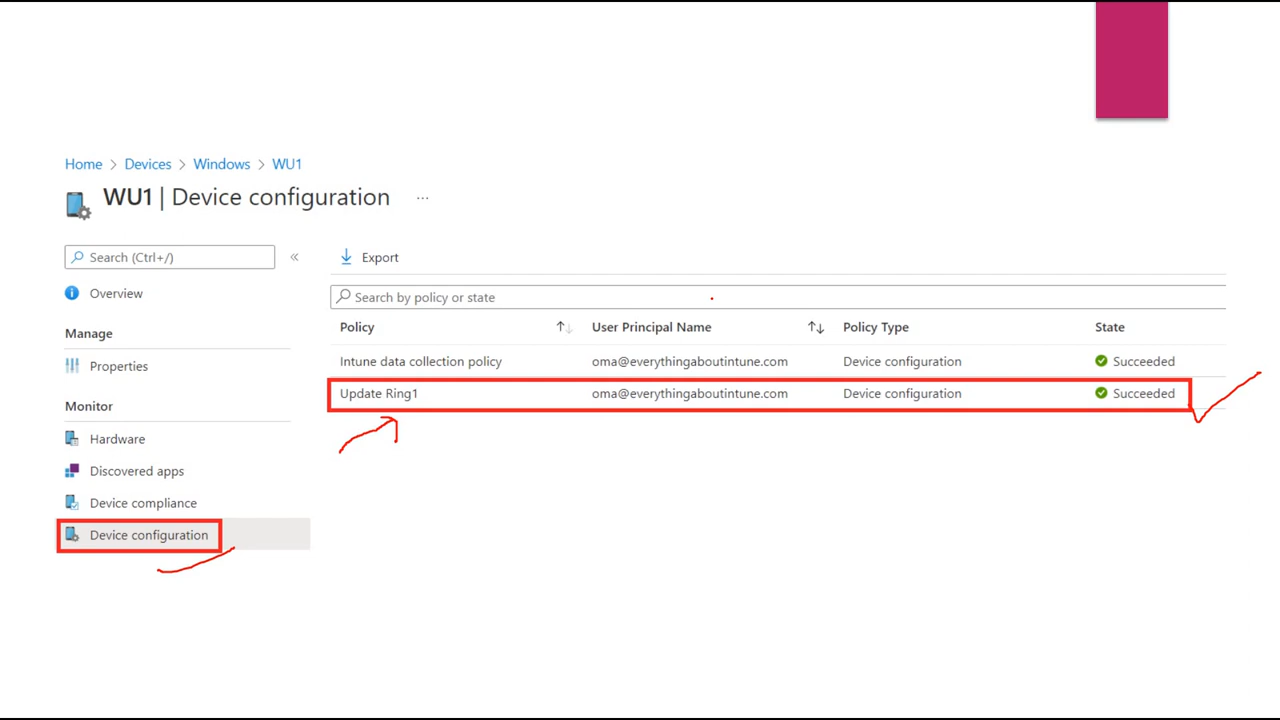 Home > Devices > Windows > WU1
WU1 | Device configuration ...
Search (Ctrl+/) «
Overview
Manage
Properties
Monitor
Hardware
Discovered apps
Device compliance
Device configuration
Export
Search by policy or state
Policy User Principal Name Policy Type State
Intune data collection policy oma@everythingaboutintune.com Device configuration Succeeded
Update Ring1 oma@everythingaboutintune.com Device configuration Succeeded